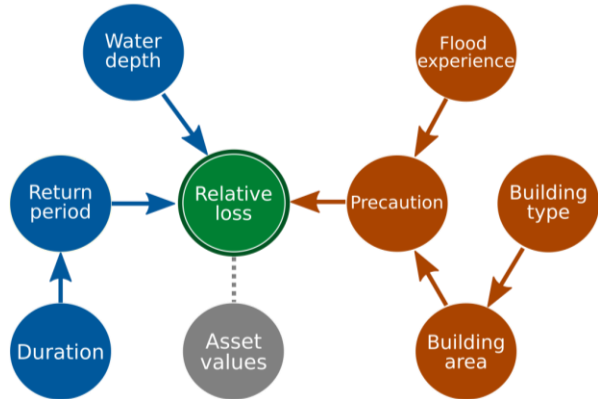 Water
depth
Flood
experience
Return
period
Relative
loss
Precaution
Building
type
Duration
Asset
values
Building
area